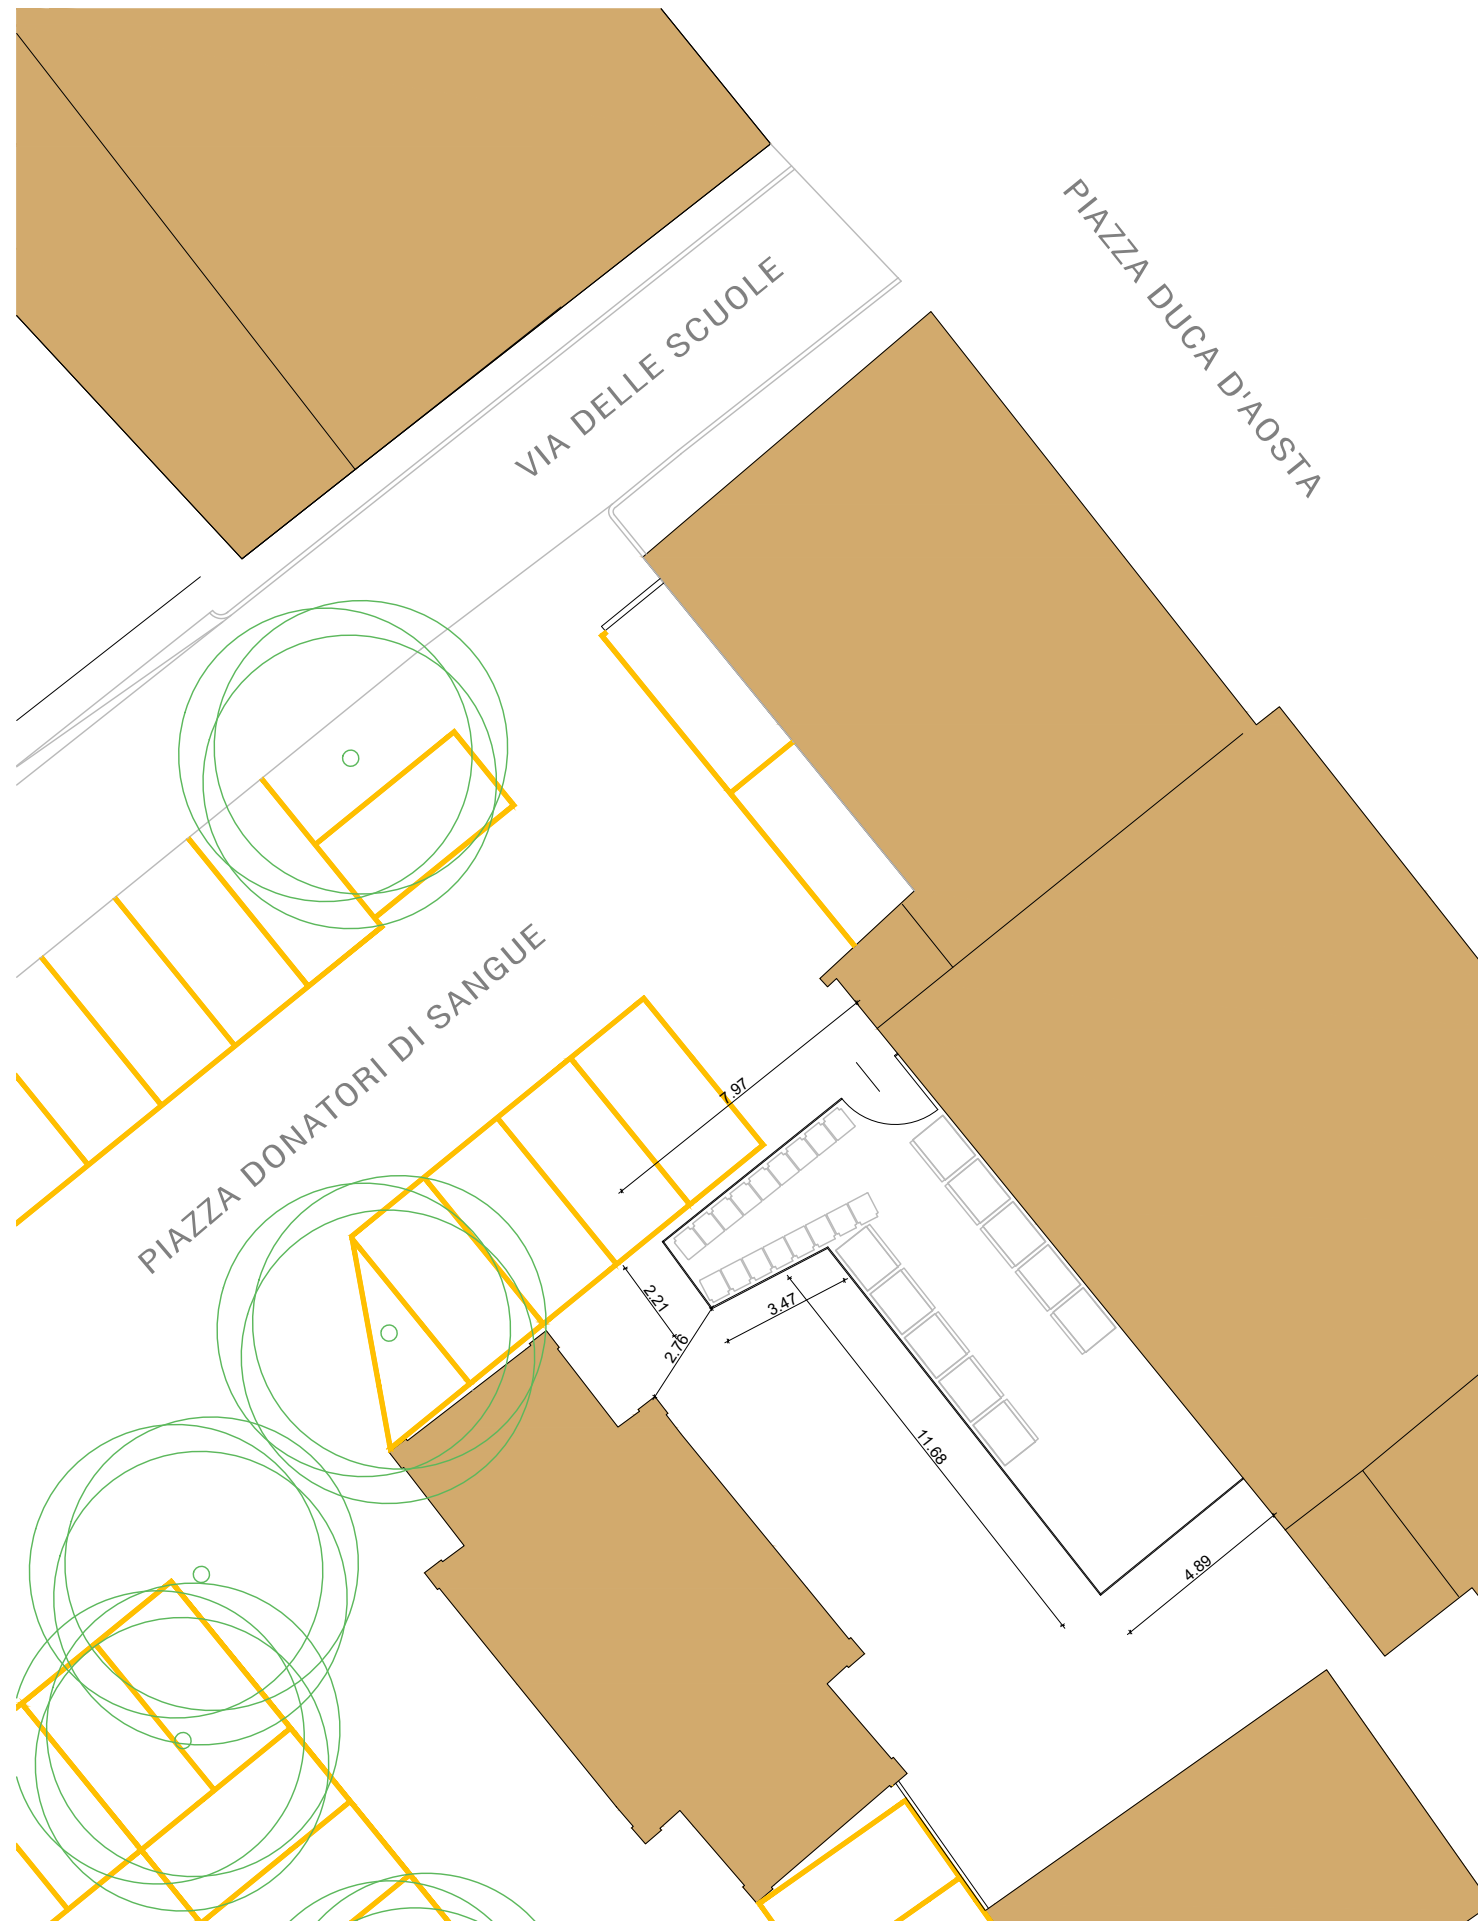 PIAZZA DUCA D'AOSTA
VIA DELLE SCUOLE
PIAZZA DONATORI DI SANGUE
7.97
2.21
2.76
3.47
11.68
4.89